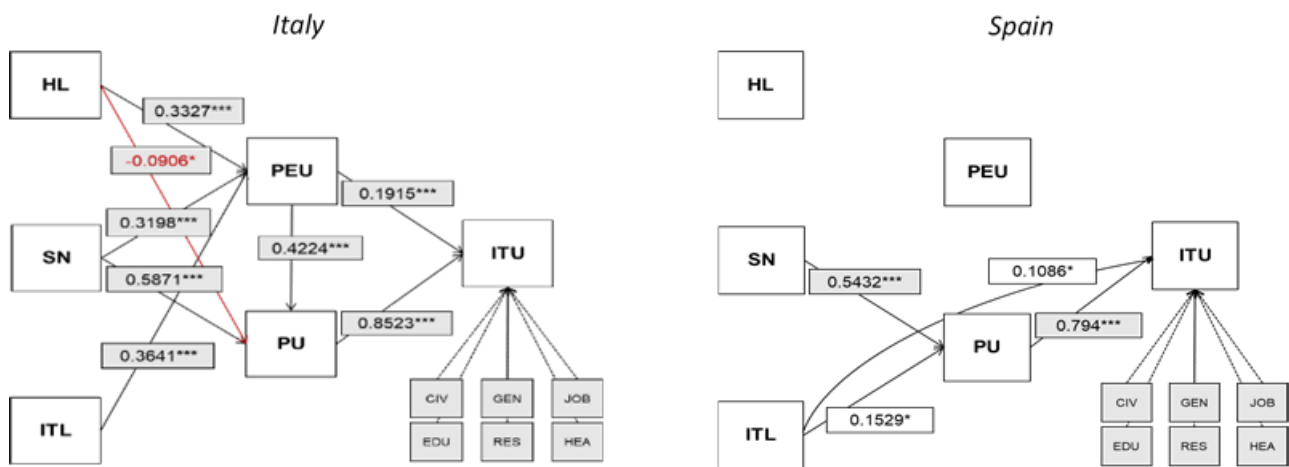 Italy
HL
0.3327***
-0.0906*
PEU
0.1915***
0.3198***
SN
0.4224***
ITU
0.5871***
PU
0.8523***
0.3641***
ITL
CIV GEN JOB
EDU RES HEA
Spain
HL
PEU
SN
0.5432***
0.1086*
ITU
PU
0.794***
ITL
0.1529*
CIV GEN JOB
EDU RES HEA